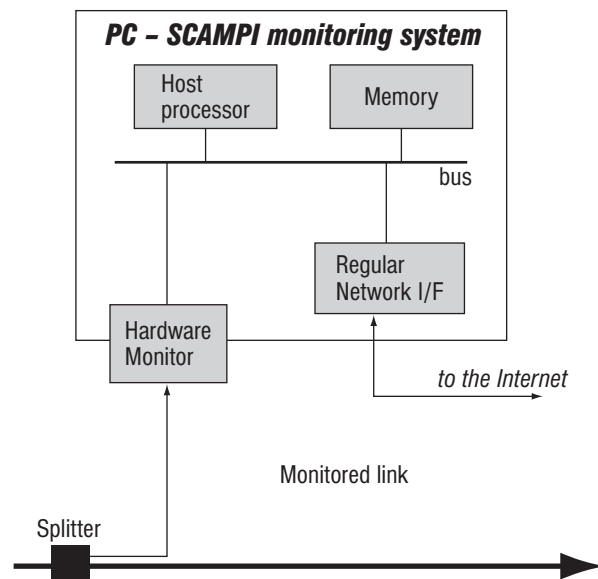 PC – SCAMPI monitoring system
Host
processor
Memory
bus
Regular
Network I/F
Hardware
Monitor
to the Internet
Monitored link
Splitter